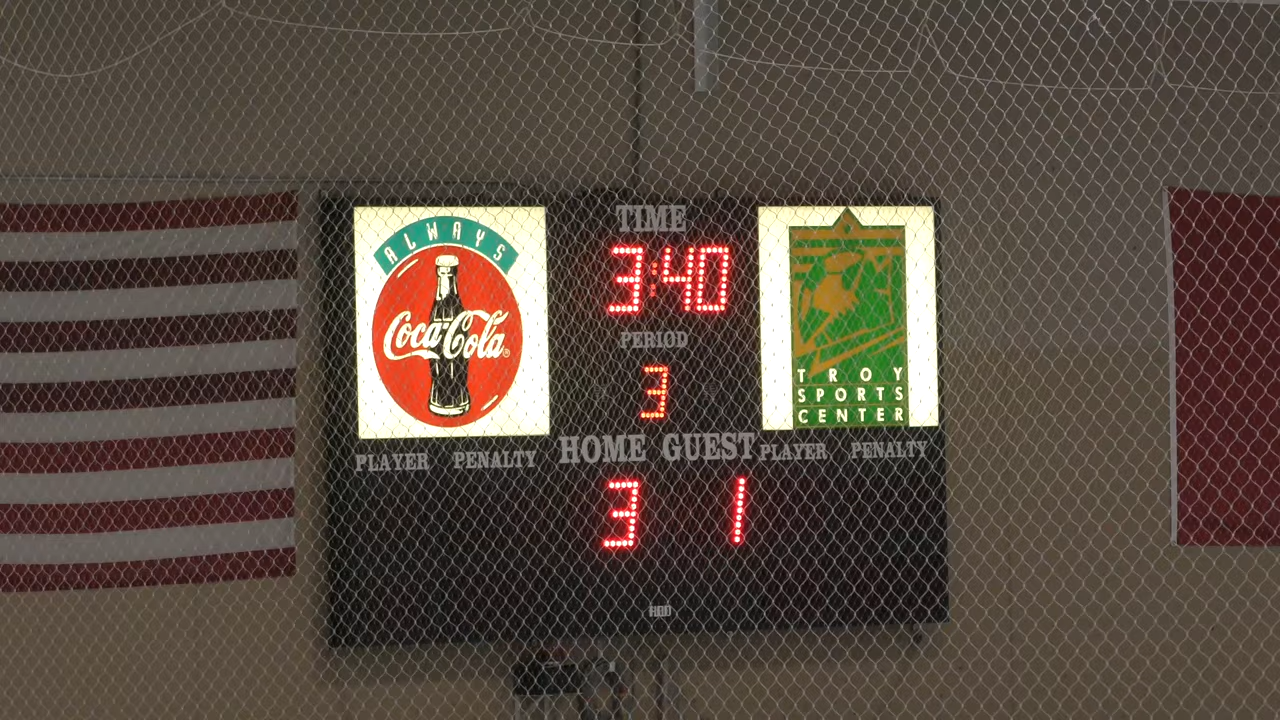 ALWAYS
Coca-Cola®
TIME
3:40
PERIOD
3
TROY
SPORTS
CENTER
HOME GUEST
PLAYER PENALTY
PLAYER PENALTY
3 1